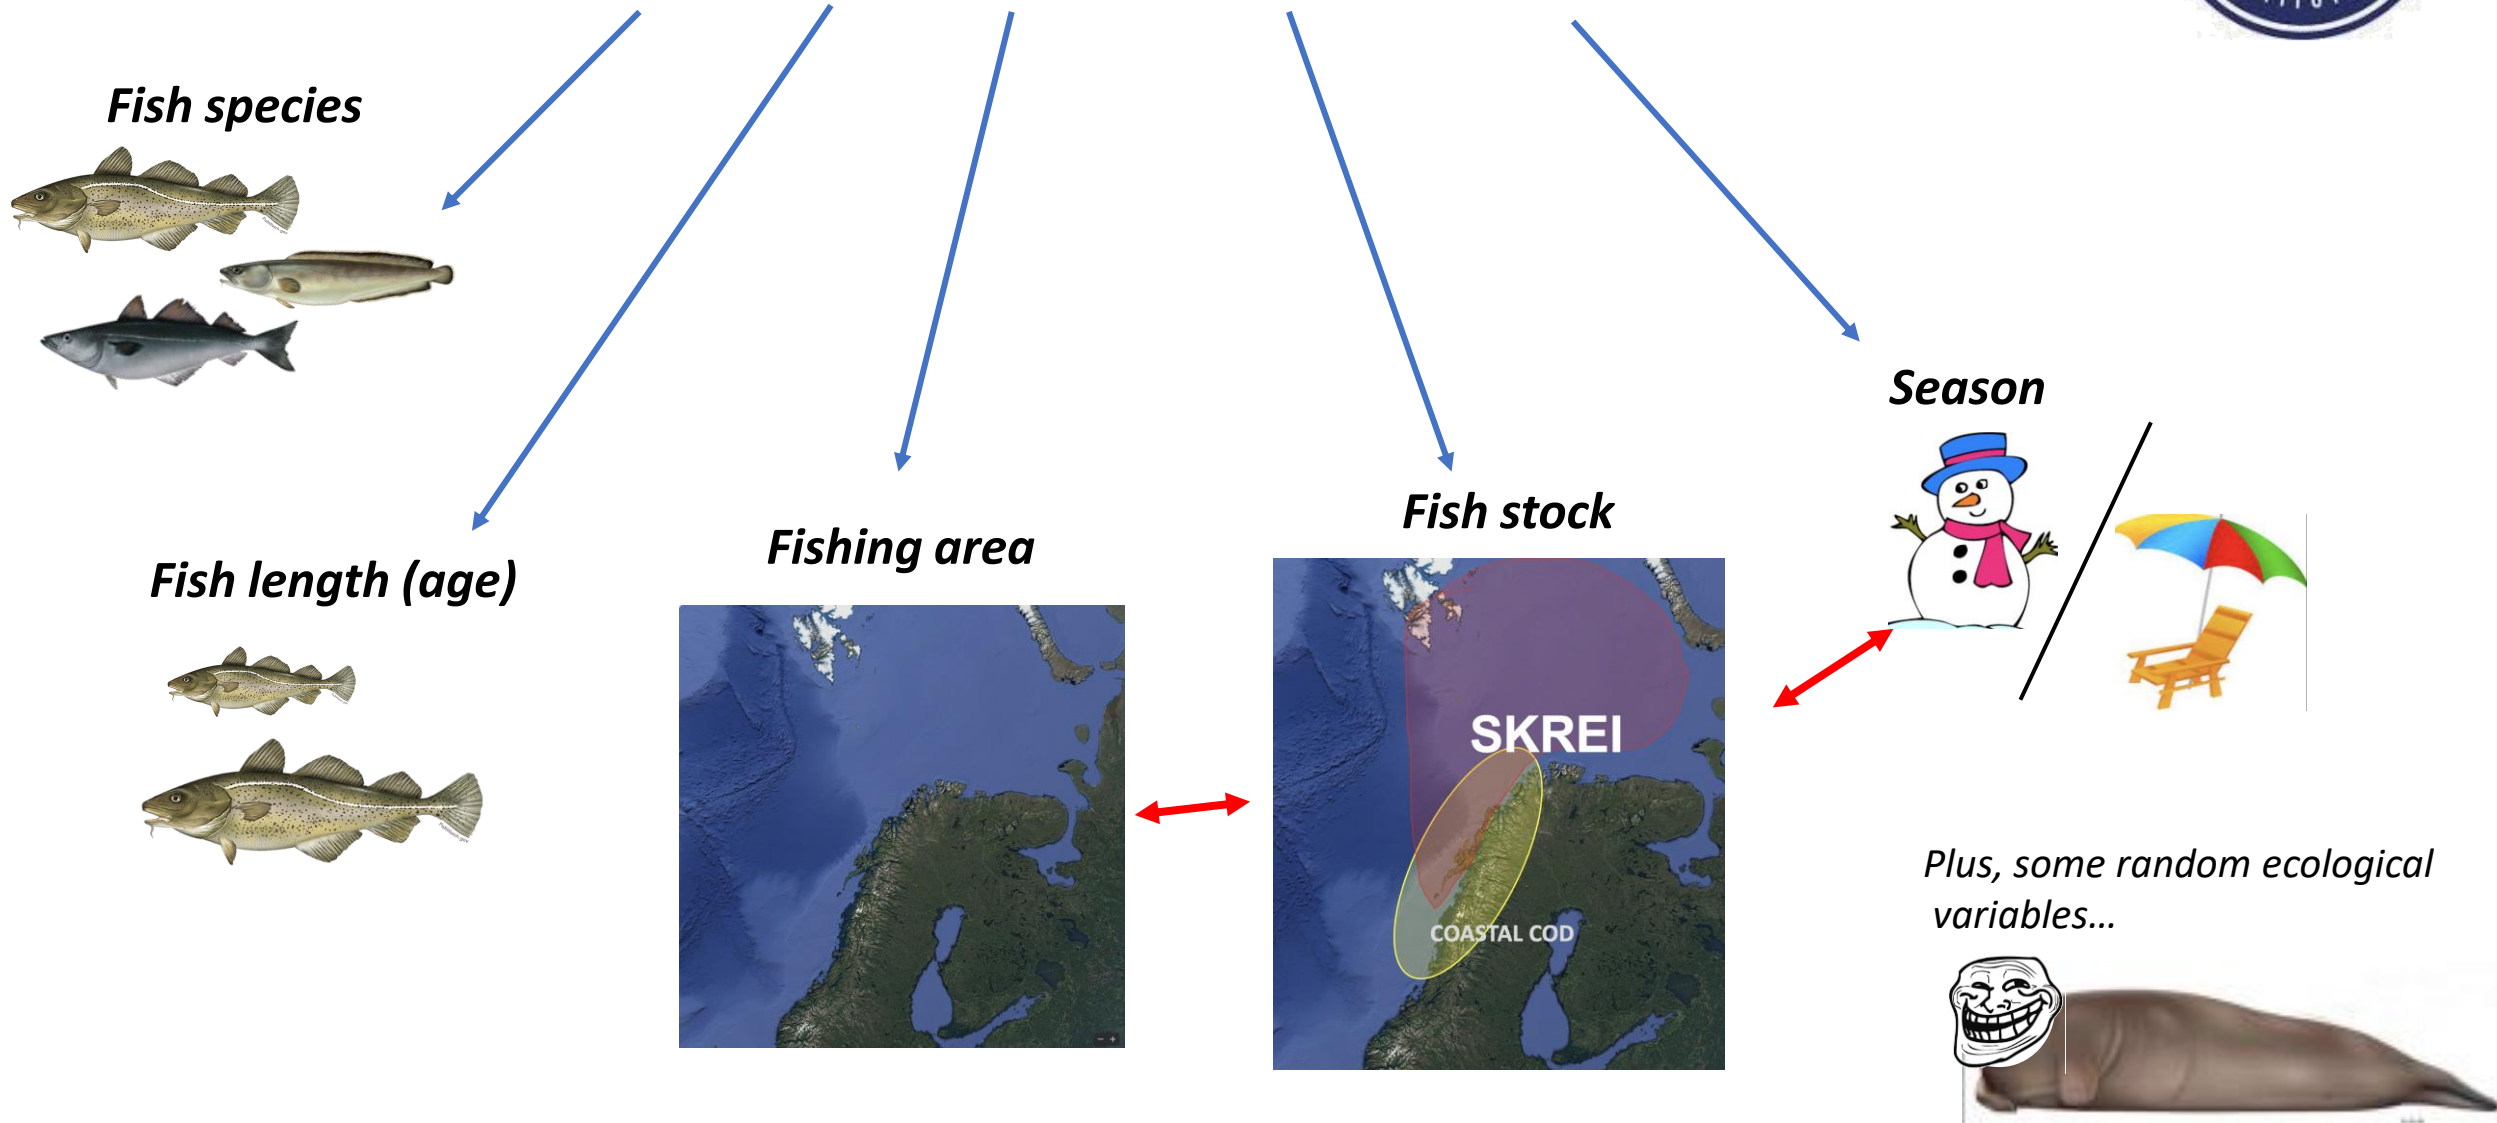 Fish species
Season
Fish stock
Fishing area
Fish length (age)
SKREI
COASTAL COD
Plus, some random ecological
variables...